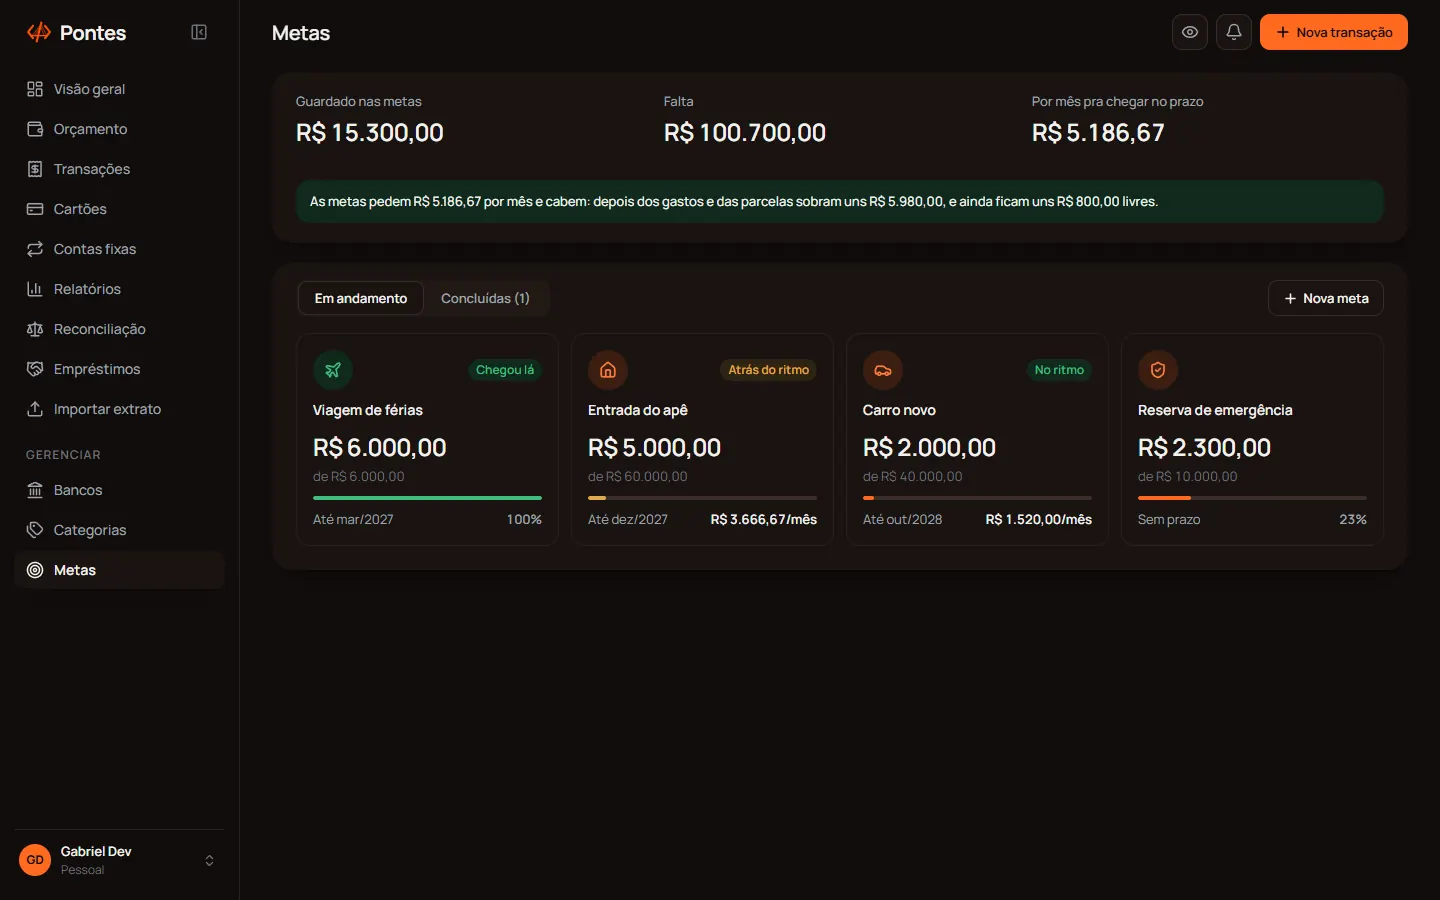 Pontes
Visão geral
Orçamento
Transações
Cartões
Contas fixas
Relatórios
Reconciliação
Empréstimos
Importar extrato
GERENCIAR
Bancos
Categorias
Metas
GD
Gabriel Dev
Pessoal
Metas
Nova transação
Guardado nas metas
R$ 15.300,00
Falta
R$ 100.700,00
Por mês pra chegar no prazo
R$ 5.186,67
As metas pedem R$ 5.186,67 por mês e cabem: depois dos gastos e das parcelas sobram uns R$ 5.980,00, e ainda ficam uns R$ 800,00 livres.
Em andamento
Concluídas (1)
Nova meta
Chegou lá
Viagem de férias
R$ 6.000,00
de R$ 6.000,00
Até mar/2027
100%
Atrás do ritmo
Entrada do apê
R$ 5.000,00
de R$ 60.000,00
Até dez/2027
R$ 3.666,67/mês
No ritmo
Carro novo
R$ 2.000,00
de R$ 40.000,00
Até out/2028
R$ 1.520,00/mês
Reserva de emergência
R$ 2.300,00
de R$ 10.000,00
Sem prazo
23%